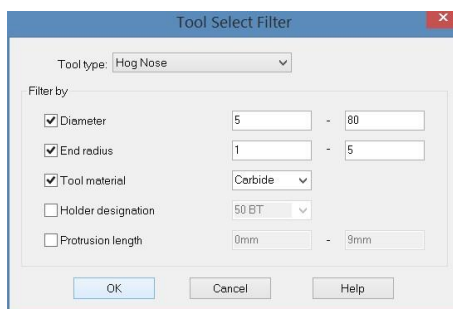 Tool Select Filter
Tool type: Hog Nose
Filter by
Diameter 5 - 80
End radius 1 - 5
Tool material Carbide
Holder designation 50 BT
Protrusion length 0mm - 9mm
OK Cancel Help